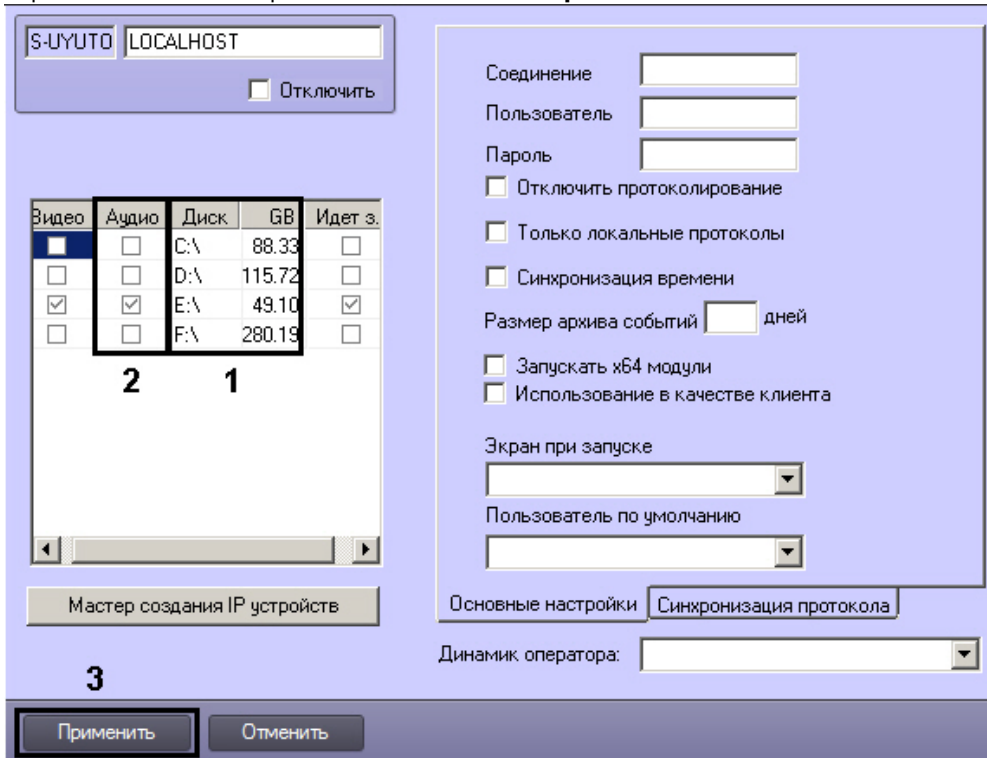 S-UYUTO LOCALHOST
Отключить
Видео Аудио Диск GB Идет з.
C:\ 88.33
D:\ 115.72
E:\ 49.10
F:\ 280.19
2 1
Мастер создания IP устройств
3
Применить Отменить
Соединение
Пользователь
Пароль
Отключить протоколирование
Только локальные протоколы
Синхронизация времени
Размер архива событий дней
Запускать x64 модули
Использование в качестве клиента
Экран при запуске
Пользователь по умолчанию
Основные настройки Синхронизация протокола
Динамик оператора: